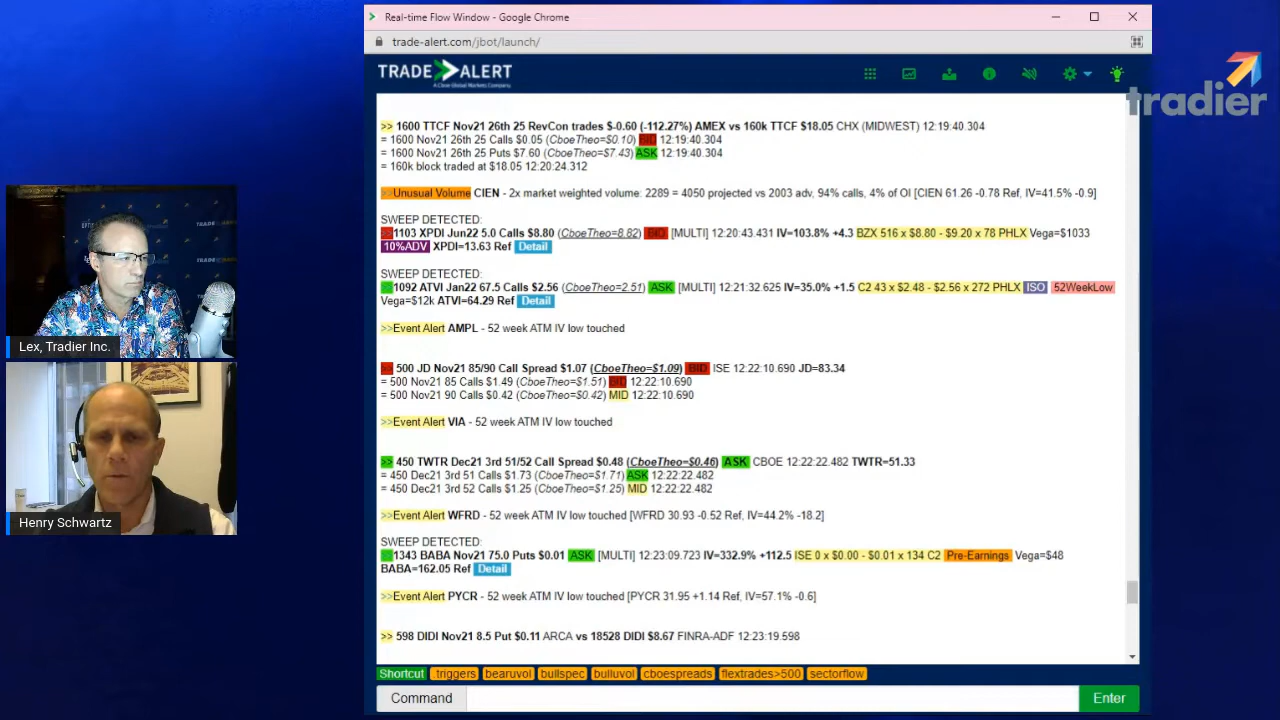 Real-time Flow Window - Google Chrome
trade-alert.com/jbot/launch/
TRADE ALERT
A Cboe Global Markets Company
tradier
>> 1600 TTCF Nov21 26th 25 RevCon trades $-0.60 (-112.27%) AMEX vs 160k TTCF $18.05 CHX (MIDWEST) 12:19:40.304
= 1600 Nov21 26th 25 Calls $0.05 (CboeTheo=$0.10) BID 12:19:40.304
= 1600 Nov21 26th 25 Puts $7.60 (CboeTheo=$7.43) ASK 12:19:40.304
= 160k block traded at $18.05 12:20:24.312
>>Unusual Volume CIEN - 2x market weighted volume: 2289 = 4050 projected vs 2003 adv, 94% calls, 4% of OI [CIEN 61.26 -0.78 Ref, IV=41.5% -0.9]
SWEEP DETECTED:
>>1103 XPDI Jun22 5.0 Calls $8.80 (CboeTheo=8.82) BID [MULTI] 12:20:43.431 IV=103.8% +4.3 BZX 516 x $8.80 - $9.20 x 78 PHLX Vega=$1033
10%ADV XPDI=13.63 Ref Detail
SWEEP DETECTED:
>>1092 ATVI Jan22 67.5 Calls $2.56 (CboeTheo=2.51) ASK [MULTI] 12:21:32.625 IV=35.0% +1.5 C2 43 x $2.48 - $2.56 x 272 PHLX ISO 52WeekLow
Vega=$12k ATVI=64.29 Ref Detail
>>Event Alert AMPL - 52 week ATM IV low touched
>> 500 JD Nov21 85/90 Call Spread $1.07 (CboeTheo=$1.09) BID ISE 12:22:10.690 JD=83.34
= 500 Nov21 85 Calls $1.49 (CboeTheo=$1.51) BID 12:22:10.690
= 500 Nov21 90 Calls $0.42 (CboeTheo=$0.42) MID 12:22:10.690
>>Event Alert VIA - 52 week ATM IV low touched
>> 450 TWTR Dec21 3rd 51/52 Call Spread $0.48 (CboeTheo=$0.46) ASK CBOE 12:22:22.482 TWTR=51.33
= 450 Dec21 3rd 51 Calls $1.73 (CboeTheo=$1.71) ASK 12:22:22.482
= 450 Dec21 3rd 52 Calls $1.25 (CboeTheo=$1.25) MID 12:22:22.482
>>Event Alert WFRD - 52 week ATM IV low touched [WFRD 30.93 -0.52 Ref, IV=44.2% -18.2]
SWEEP DETECTED:
>>1343 BABA Nov21 75.0 Puts $0.01 ASK [MULTI] 12:23:09.723 IV=332.9% +112.5 ISE 0 x $0.00 - $0.01 x 134 C2 Pre-Earnings Vega=$48
BABA=162.05 Ref Detail
>>Event Alert PYCR - 52 week ATM IV low touched [PYCR 31.95 +1.14 Ref, IV=57.1% -0.6]
>> 598 DIDI Nov21 8.5 Put $0.11 ARCA vs 18528 DIDI $8.67 FINRA-ADF 12:23:19.598
Shortcut triggers bearuvol bullspec bulluvol cboespreads flextrades>500 sectorflow
Command Enter
Lex, Tradier Inc.
Henry Schwartz